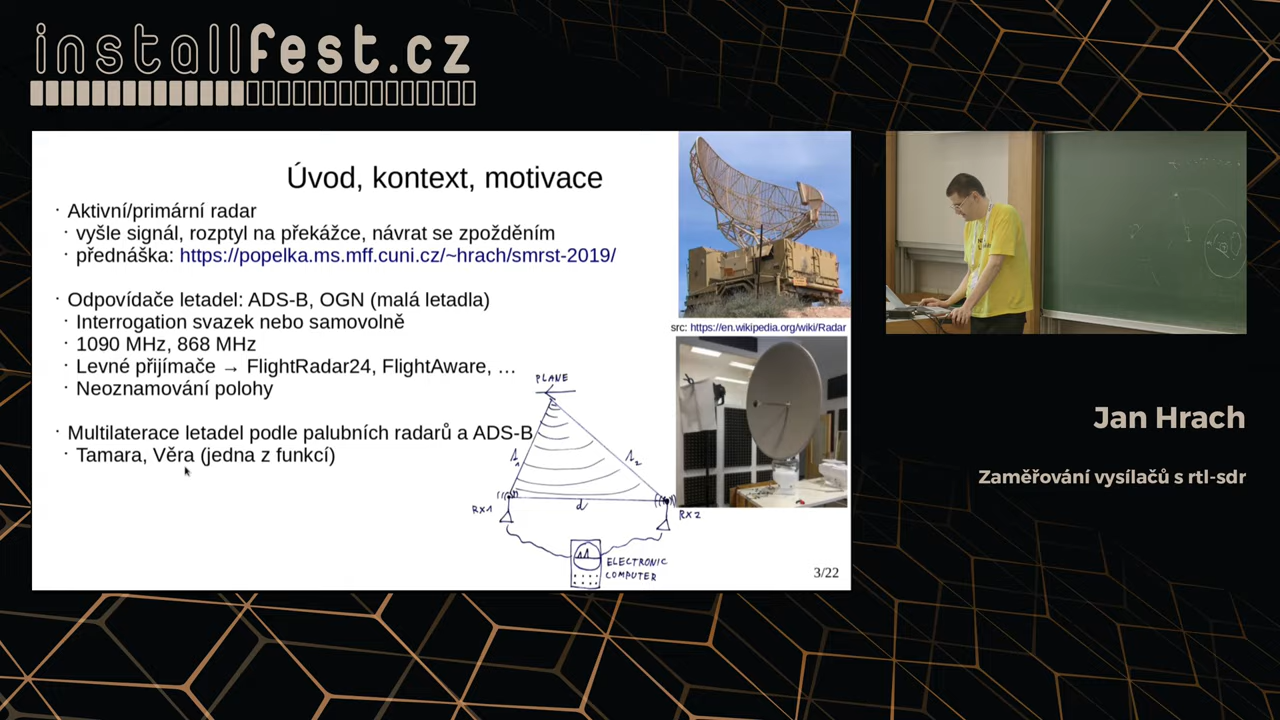 installfest.cz
Úvod, kontext, motivace
· Aktivní/primární radar
· vyšle signál, rozptyl na překážce, návrat se zpožděním
· přednáška: https://popelka.ms.mff.cuni.cz/~hrach/smrst-2019/
· Odpovídače letadel: ADS-B, OGN (malá letadla)
· Interrogation svazek nebo samovolně
· 1090 MHz, 868 MHz
· Levné přijímače → FlightRadar24, FlightAware, …
· Neoznamování polohy
· Multilaterace letadel podle palubních radarů a ADS-B
· Tamara, Věra (jedna z funkcí)
src: https://en.wikipedia.org/wiki/Radar
PLANE
d
RX1
RX2
ELECTRONIC
COMPUTER
3/22
Jan Hrach
Zaměřování vysílačů s rtl-sdr